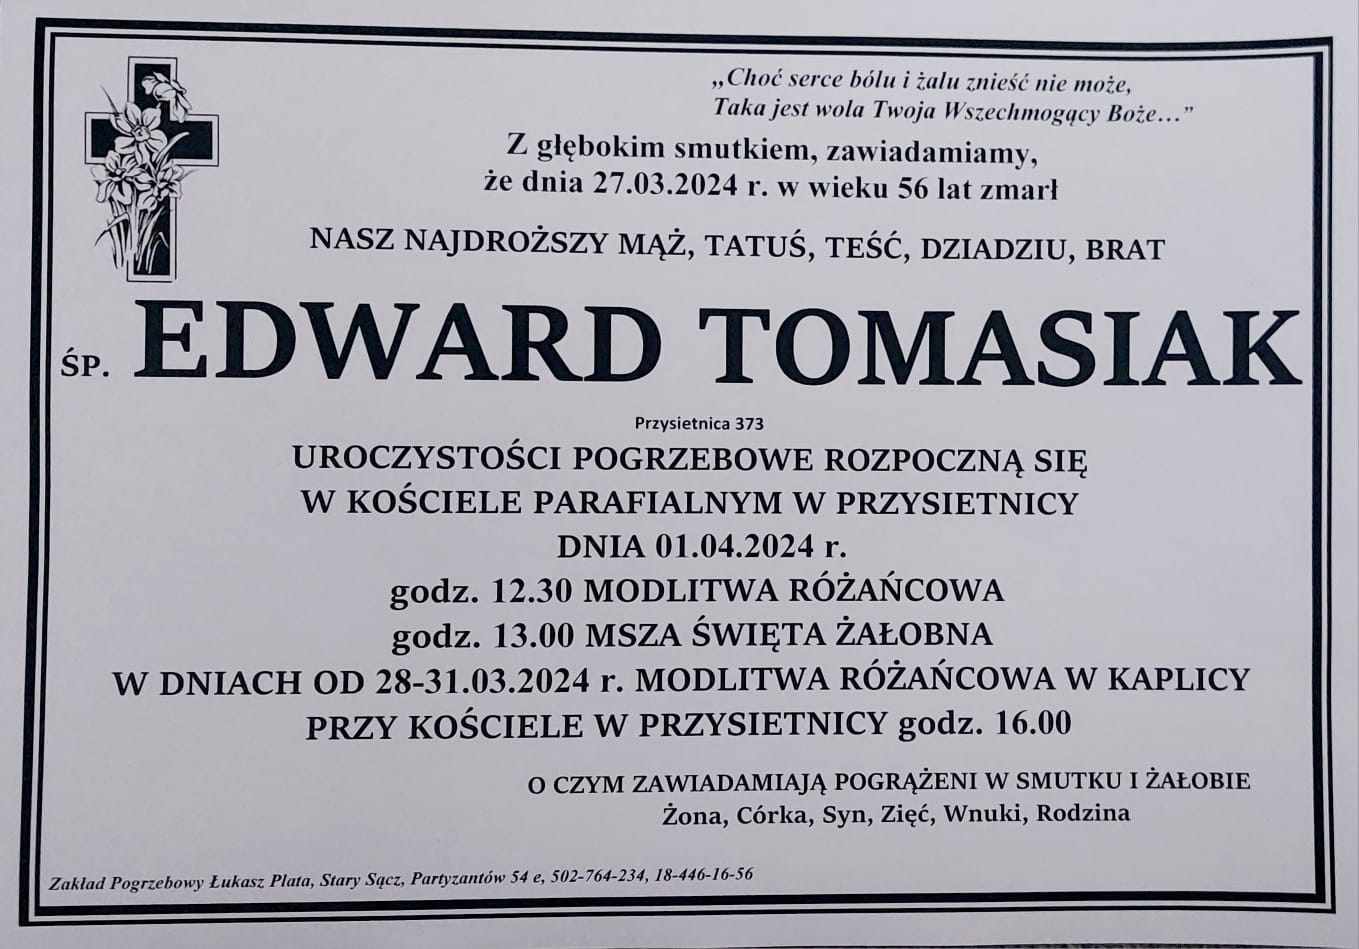 „Choć serce bólu i żalu znieść nie może,
Taka jest wola Twoja Wszechmogący Boże…”
Z głębokim smutkiem, zawiadamiamy,
że dnia 27.03.2024 r. w wieku 56 lat zmarł
NASZ NAJDROŻSZY MĄŻ, TATUŚ, TEŚĆ, DZIADZIU, BRAT
ŚP. EDWARD TOMASIAK
Przysietnica 373
UROCZYSTOŚCI POGRZEBOWE ROZPOCZNĄ SIĘ
W KOŚCIELE PARAFIALNYM W PRZYSIETNICY
DNIA 01.04.2024 r.
godz. 12.30 MODLITWA RÓŻAŃCOWA
godz. 13.00 MSZA ŚWIĘTA ŻAŁOBNA
W DNIACH OD 28-31.03.2024 r. MODLITWA RÓŻAŃCOWA W KAPLICY
PRZY KOŚCIELE W PRZYSIETNICY godz. 16.00
O CZYM ZAWIADAMIAJĄ POGRĄŻENI W SMUTKU I ŻAŁOBIE
Żona, Córka, Syn, Zięć, Wnuki, Rodzina
Zakład Pogrzebowy Łukasz Plata, Stary Sącz, Partyzantów 54 e, 502-764-234, 18-446-16-56